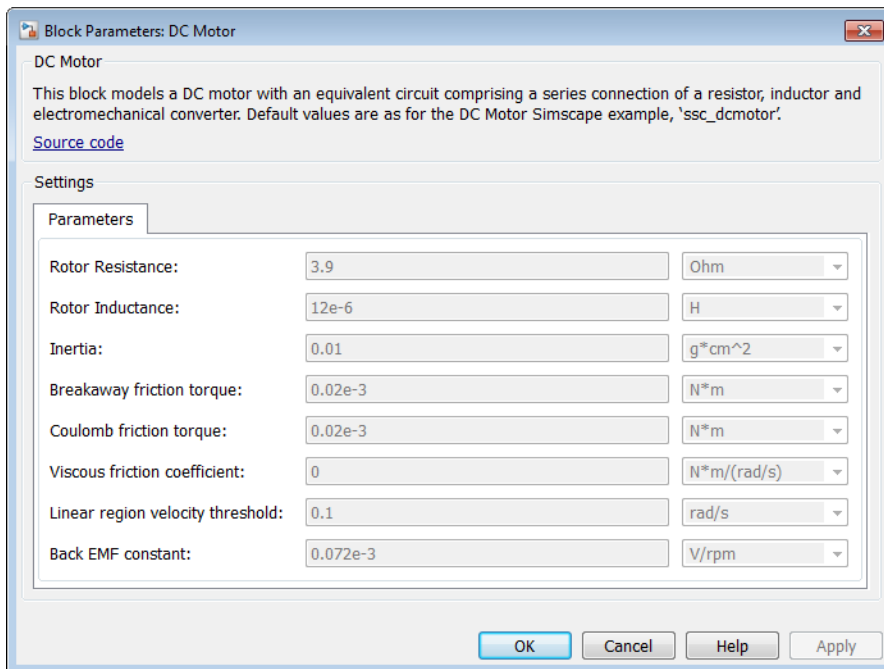 Block Parameters: DC Motor
DC Motor
This block models a DC motor with an equivalent circuit comprising a series connection of a resistor, inductor and
electromechanical converter. Default values are as for the DC Motor Simscape example, ‘ssc_dcmotor’.
Source code
Settings
Parameters
Rotor Resistance: 3.9 Ohm
Rotor Inductance: 12e-6 H
Inertia: 0.01 g*cm^2
Breakaway friction torque: 0.02e-3 N*m
Coulomb friction torque: 0.02e-3 N*m
Viscous friction coefficient: 0 N*m/(rad/s)
Linear region velocity threshold: 0.1 rad/s
Back EMF constant: 0.072e-3 V/rpm
OK Cancel Help Apply